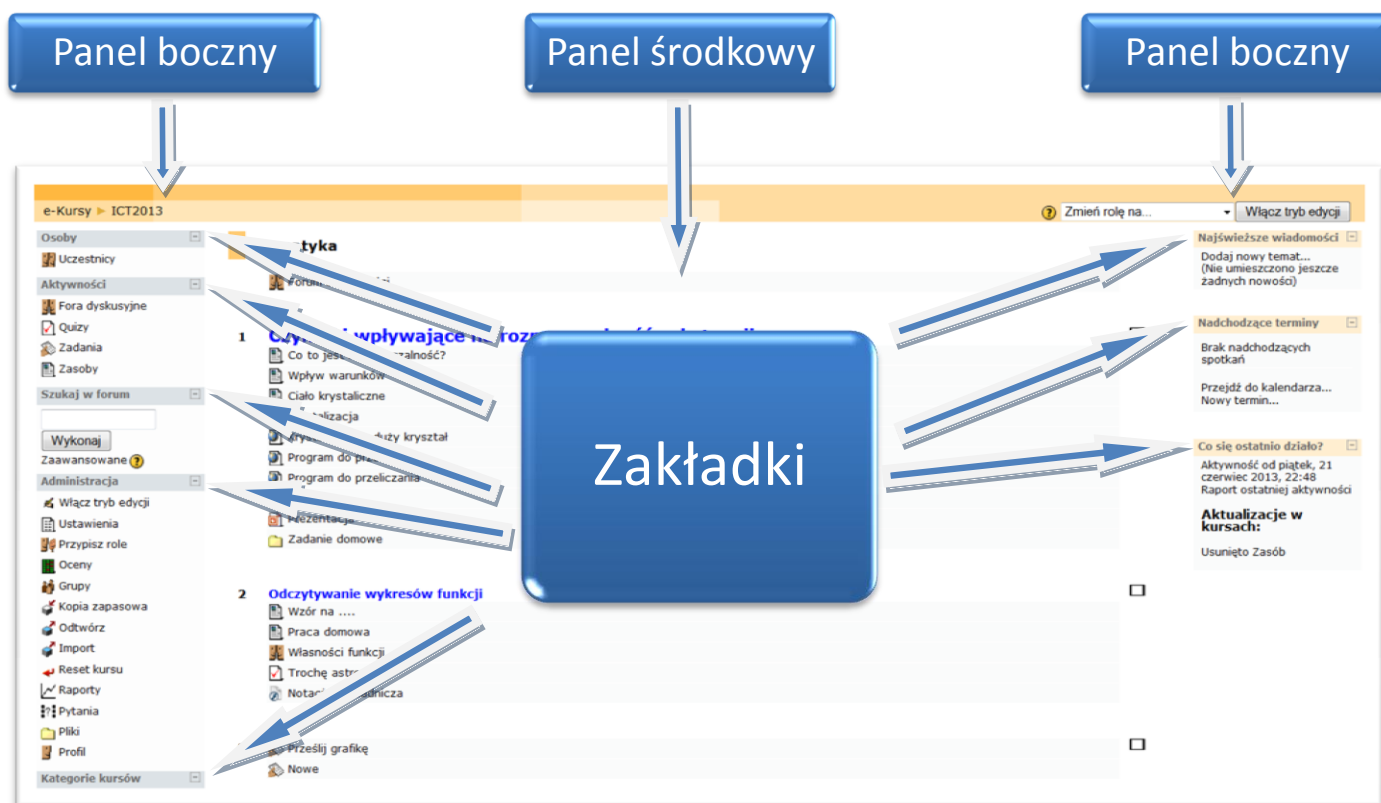 Panel boczny
Panel środkowy
Panel boczny
e-Kursy ► ICT2013
Zmień rolę na...
Włącz tryb edycji
Osoby
Uczestnicy
Aktywności
Fora dyskusyjne
Quizy
Zadania
Zasoby
Szukaj w forum
Wykonaj
Zaawansowane
Administracja
Włącz tryb edycji
Ustawienia
Przypisz role
Oceny
Grupy
Kopia zapasowa
Odtwórz
Import
Reset kursu
Raporty
Pytania
Pliki
Profil
Kategorie kursów
1
wpływające
Co to
Wpływ warunków
Ciało krystaliczne
duży kryształ
Program do
Program do przeliczania
Prezentacja
Zadanie domowe
2 Odczytywanie wykresów funkcji
Wzór na ....
Praca domowa
Własności funkcji
Trochę
Prześlij grafikę
Nowe
Zakładki
Najświeższe wiadomości
Dodaj nowy temat...
(Nie umieszczono jeszcze
żadnych nowości)
Nadchodzące terminy
Brak nadchodzących
spotkań
Przejdź do kalendarza...
Nowy termin...
Co się ostatnio działo?
Aktywność od piątek, 21
czerwiec 2013, 22:48
Raport ostatniej aktywności
Aktualizacje w
kursach:
Usunięto Zasób